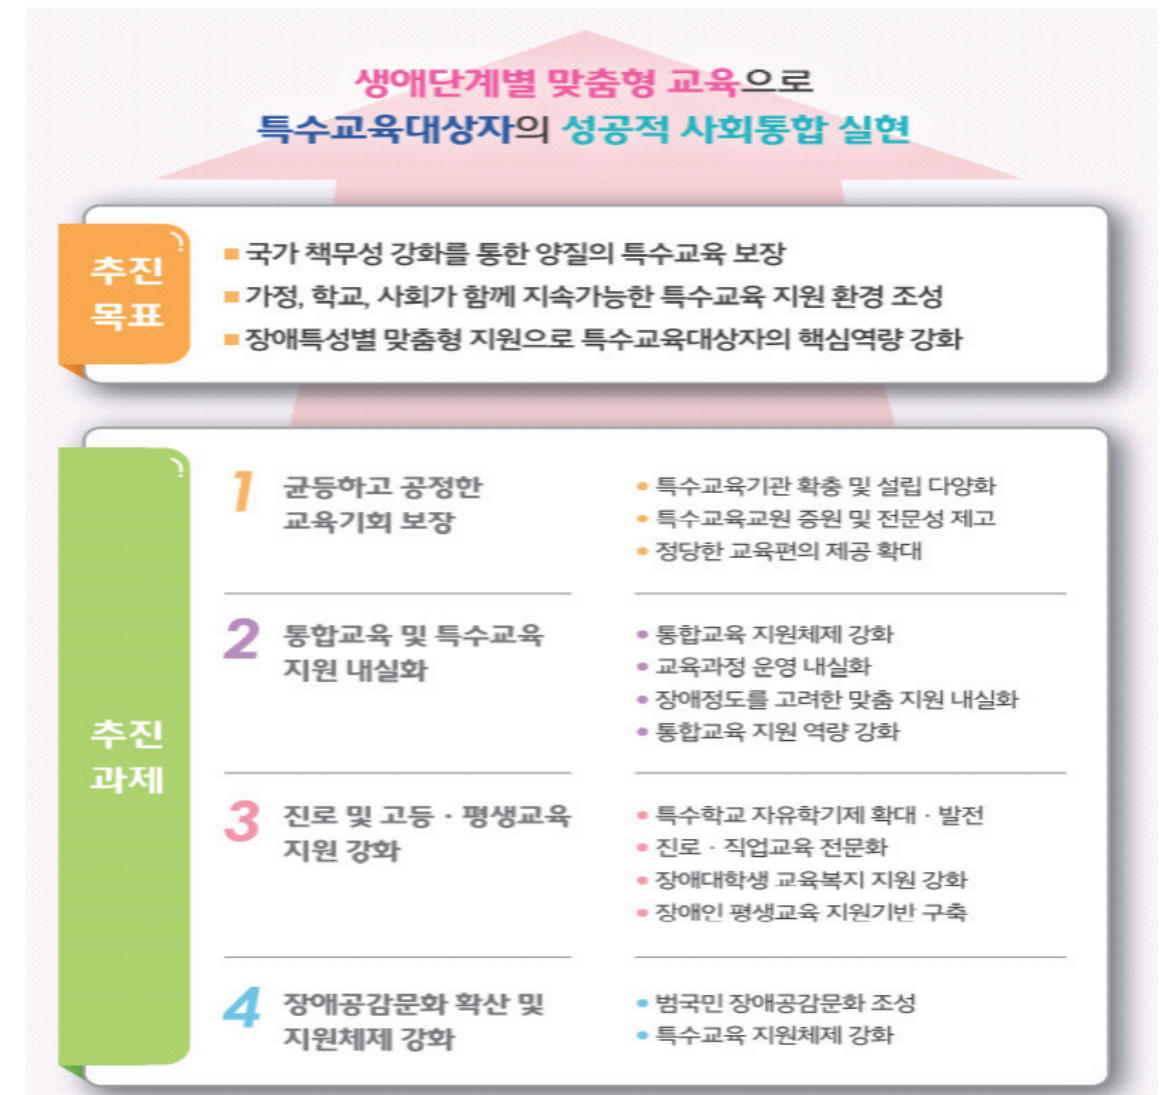 생애단계별 맞춤형 교육으로
특수교육대상자의 성공적 사회통합 실현
추진
목표
■ 국가 책무성 강화를 통한 양질의 특수교육 보장
■ 가정, 학교, 사회가 함께 지속가능한 특수교육 지원 환경 조성
■ 장애특성별 맞춤형 지원으로 특수교육대상자의 핵심역량 강화
추진
과제
1 균등하고 공정한
교육기회 보장
• 특수교육기관 확충 및 설립 다양화
• 특수교육교원 증원 및 전문성 제고
• 정당한 교육편의 제공 확대
2 통합교육 및 특수교육
지원 내실화
• 통합교육 지원체제 강화
• 교육과정 운영 내실화
• 장애정도를 고려한 맞춤 지원 내실화
• 통합교육 지원 역량 강화
3 진로 및 고등 · 평생교육
지원 강화
• 특수학교 자유학기제 확대 · 발전
• 진로 · 직업교육 전문화
• 장애대학생 교육복지 지원 강화
• 장애인 평생교육 지원기반 구축
4 장애공감문화 확산 및
지원체제 강화
• 범국민 장애공감문화 조성
• 특수교육 지원체제 강화